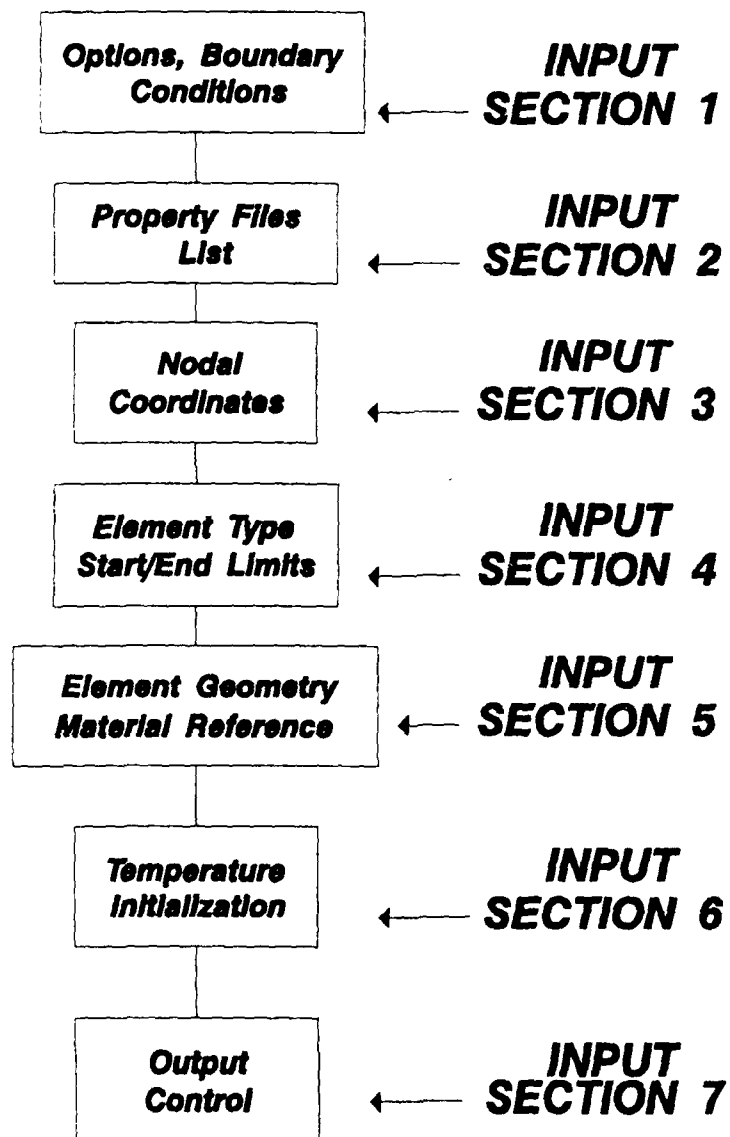 Options, Boundary
Conditions
INPUT
SECTION 1
Property Files
List
INPUT
SECTION 2
Nodal
Coordinates
INPUT
SECTION 3
Element Type
Start/End Limits
INPUT
SECTION 4
Element Geometry
Material Reference
INPUT
SECTION 5
Temperature
Initialization
INPUT
SECTION 6
Output
Control
INPUT
SECTION 7